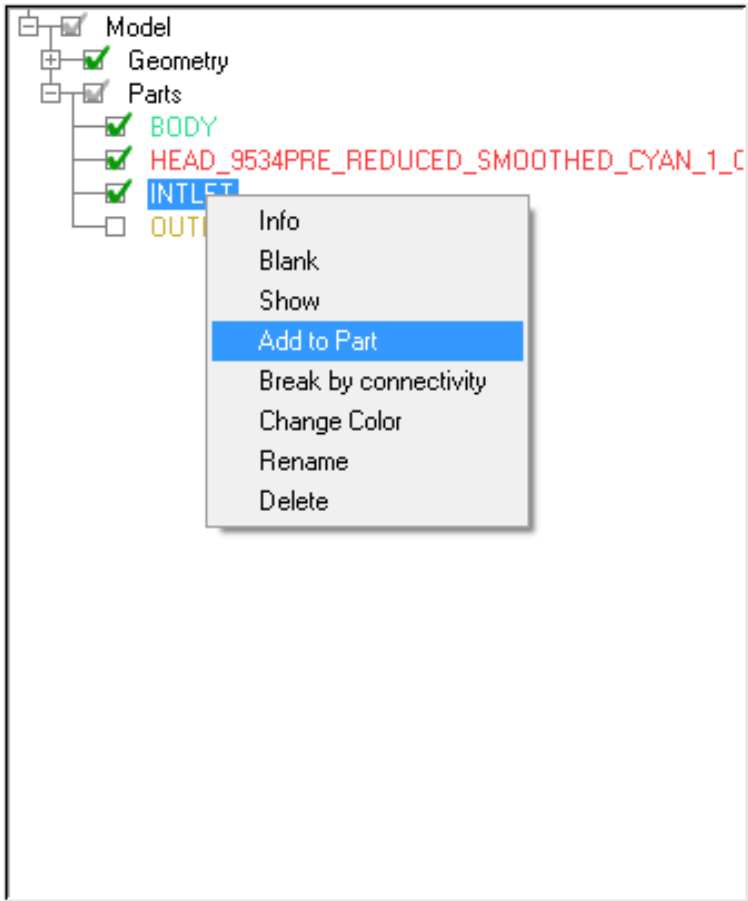 Model
Geometry
Parts
BODY
HEAD_9534PRE_REDUCED_SMOOTHED_CYAN_1_
INTLET
Info
Blank
Show
Add to Part
Break by connectivity
Change Color
Rename
Delete